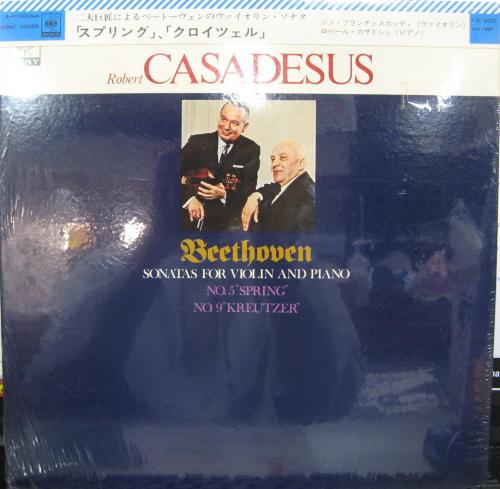 二大巨匠によるベートーヴェンのヴァイオリン・ソナタ
「スプリング」、「クロイツェル」
ジノ・フランチェスカッティ（ヴァイオリン）
ロベール・カザドシュ（ピアノ）
Robert CASADESUS
Beethoven
SONATAS FOR VIOLIN AND PIANO
NO. 5 "SPRING"
NO. 9 "KREUTZER"